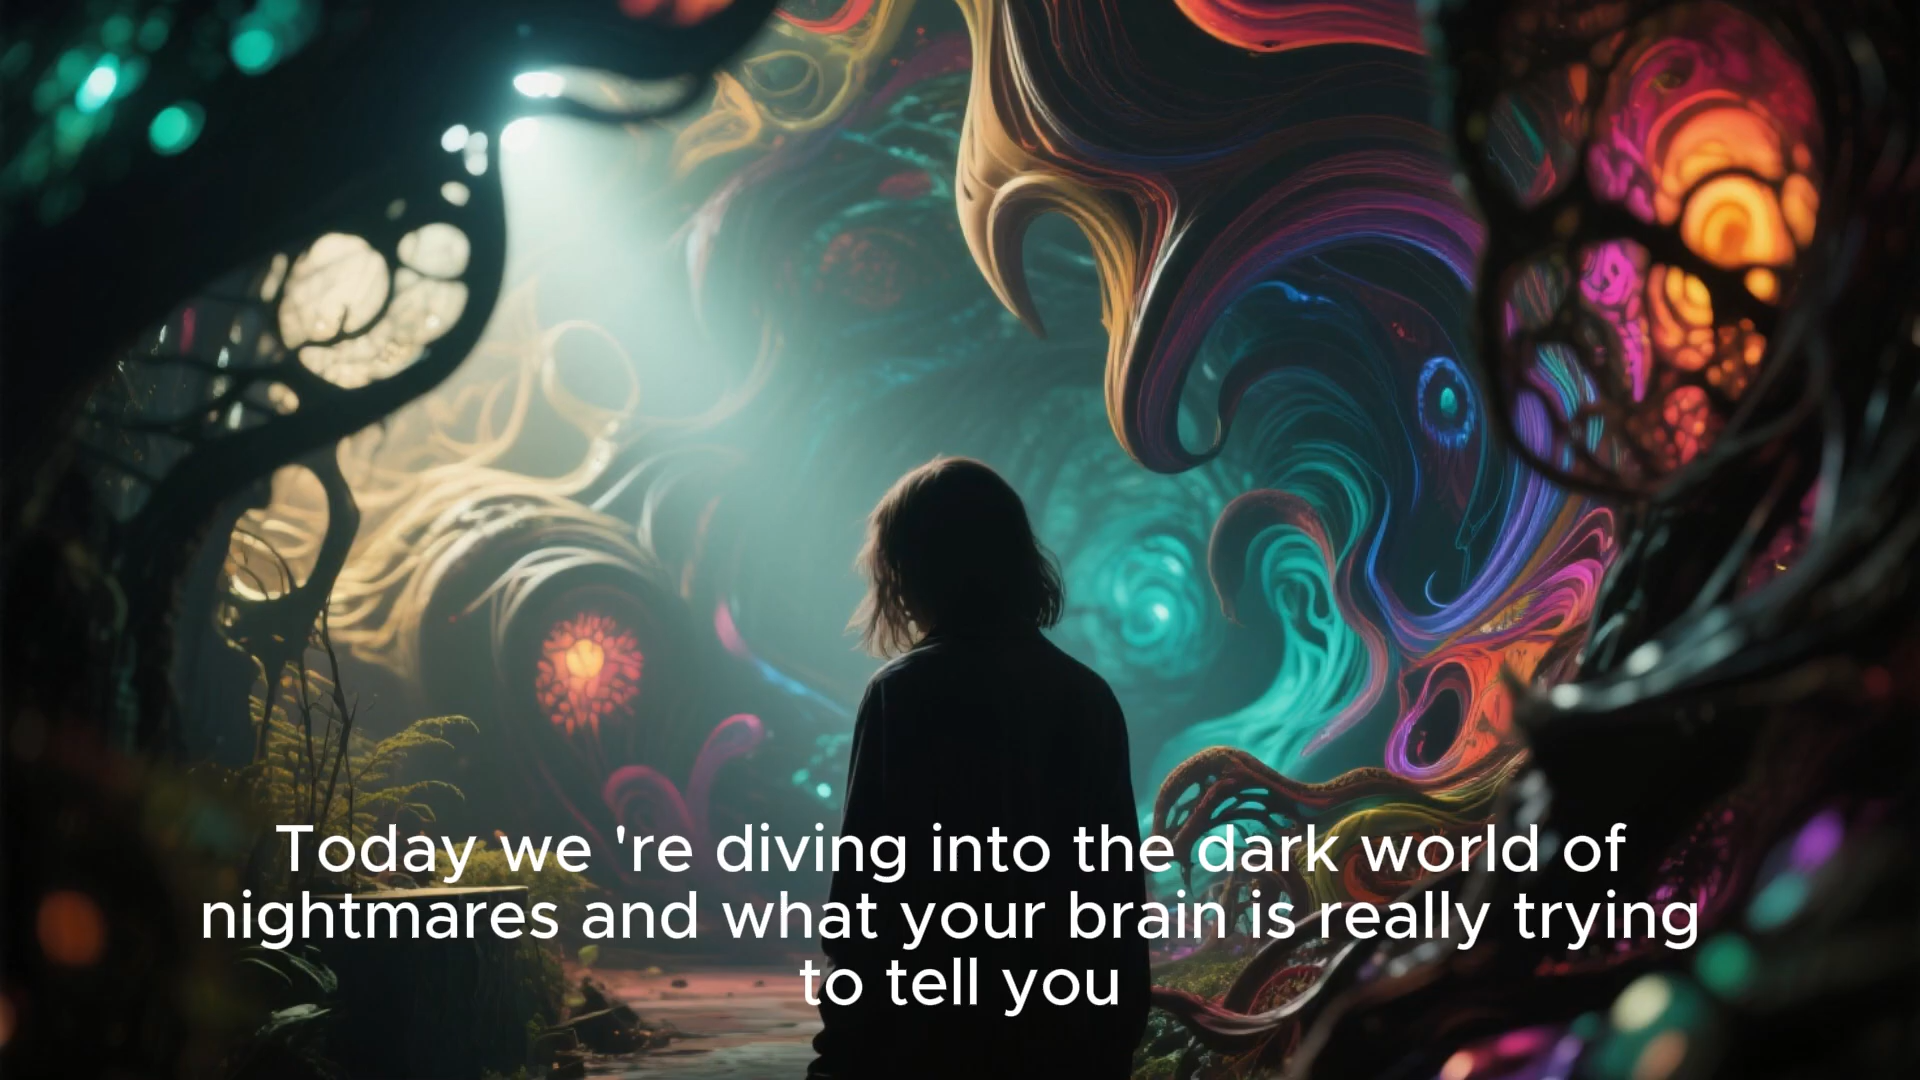 Today we 're diving into the dark world of
nightmares and what your brain is really trying
to tell you